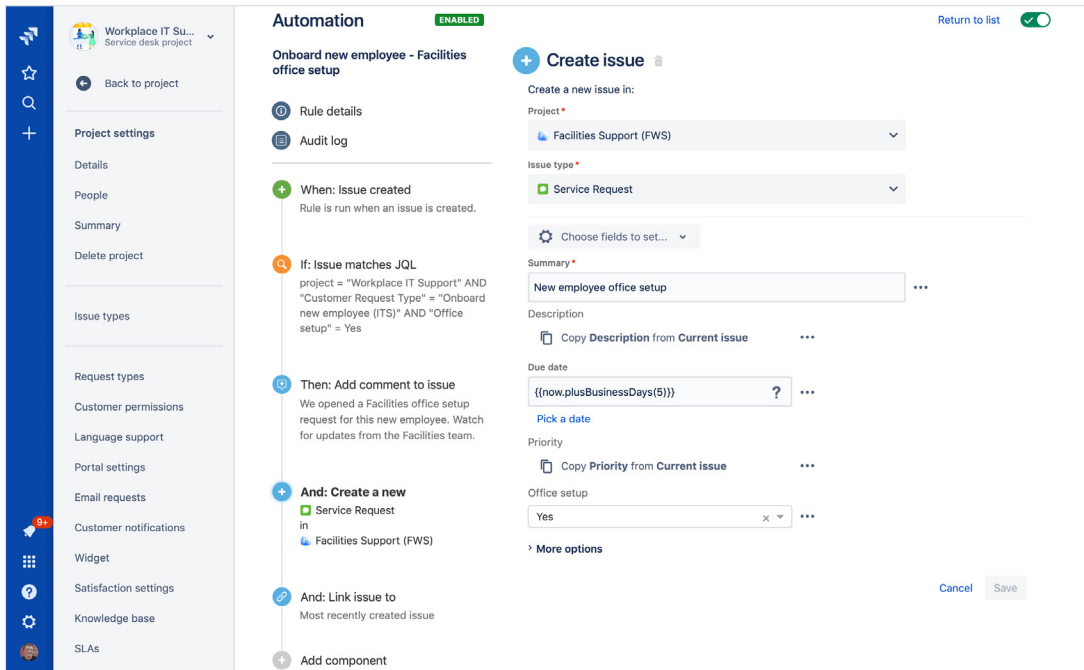 Workplace IT Su...
Service desk project
Back to project
Project settings
Details
People
Summary
Delete project
Issue types
Request types
Customer permissions
Language support
Portal settings
Email requests
Customer notifications
Widget
Satisfaction settings
Knowledge base
SLAs
9+
Automation
ENABLED
Return to list
Onboard new employee - Facilities
office setup
Rule details
Audit log
When: Issue created
Rule is run when an issue is created.
If: Issue matches JQL
project = "Workplace IT Support" AND
"Customer Request Type" = "Onboard
new employee (ITS)" AND "Office
setup" = Yes
Then: Add comment to issue
We opened a Facilities office setup
request for this new employee. Watch
for updates from the Facilities team.
And: Create a new
Service Request
in
Facilities Support (FWS)
And: Link issue to
Most recently created issue
Add component
Create issue
Create a new issue in:
Project*
Facilities Support (FWS)
Issue type*
Service Request
Choose fields to set...
Summary*
New employee office setup
Description
Copy Description from Current issue
Due date
{{now.plusBusinessDays(5)}} ?
Pick a date
Priority
Copy Priority from Current issue
Office setup
Yes
More options
Cancel Save